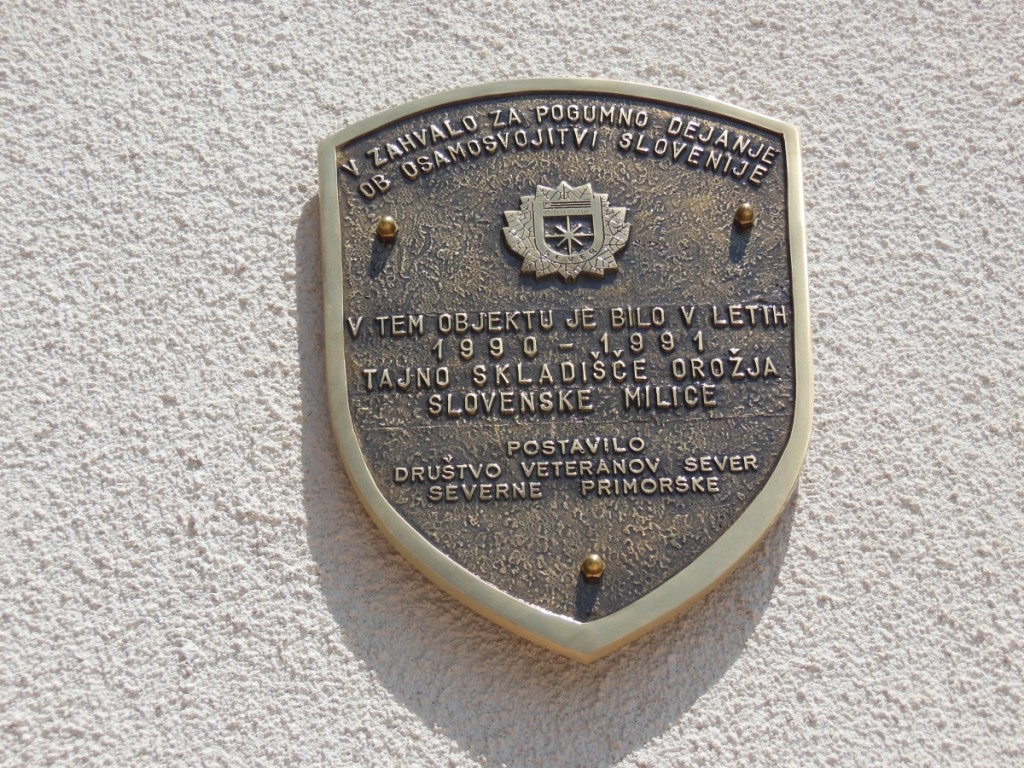 V ZAHVALO ZA POGUMNO DEJANJE
OB OSAMOSVOJITVI SLOVENIJE
V TEM OBJEKTU JE BILO V LETIH
1990 - 1991
TAJNO SKLADIŠČE OROŽJA
SLOVENSKE MILICE
POSTAVILO
DRUŠTVO VETERANOV SEVER
SEVERNE PRIMORSKE